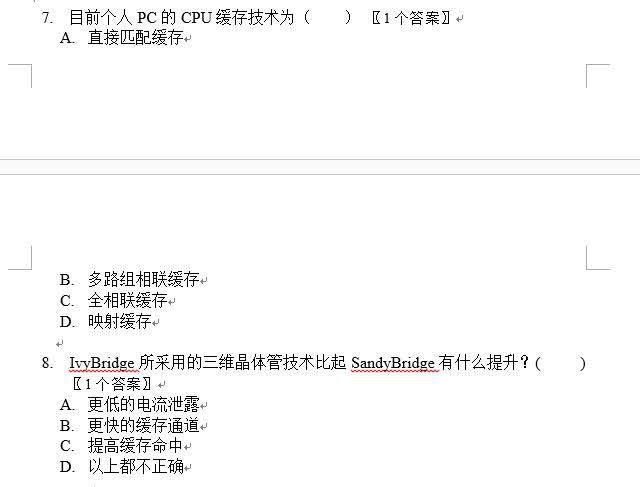 7. 目前个人 PC 的 CPU 缓存技术为（  ）〖1 个答案〗
A. 直接匹配缓存
B. 多路组相联缓存
C. 全相联缓存
D. 映射缓存
8. IvyBridge 所采用的三维晶体管技术比起 SandyBridge 有什么提升？(  )
〖1 个答案〗
A. 更低的电流泄露
B. 更快的缓存通道
C. 提高缓存命中
D. 以上都不正确